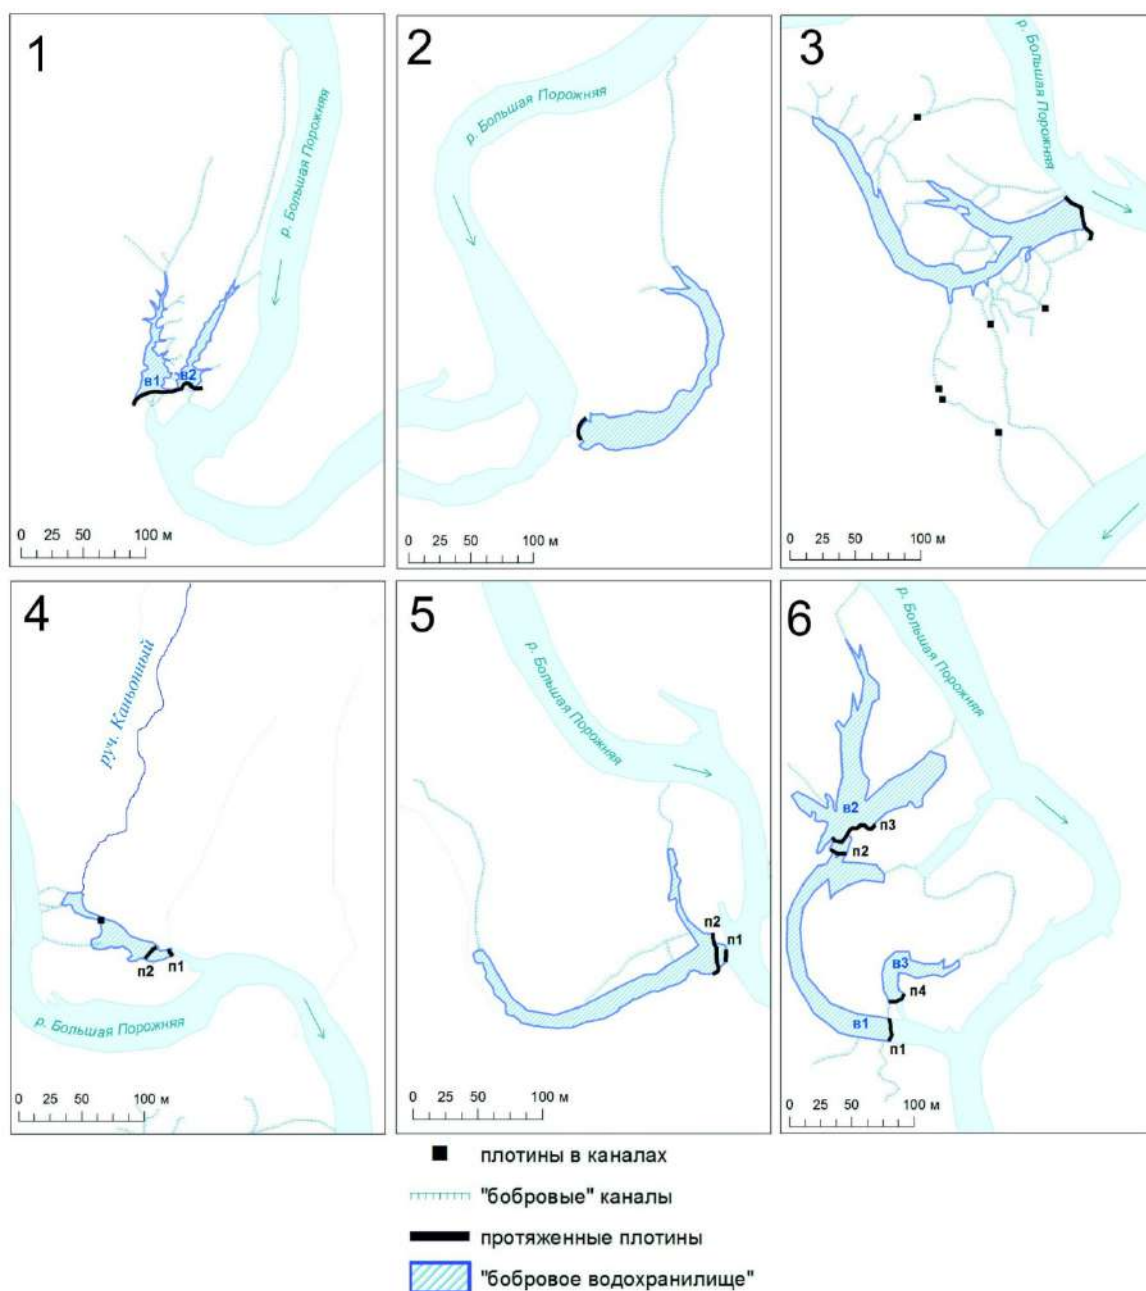 1
р. Большая Порожняя
в1
в2
0 25 50 100 м
2
р. Большая Порожняя
0 25 50 100 м
3
р. Большая Порожняя
0 25 50 100 м
4
руч. Каньонный
п2
п1
р. Большая Порожняя
0 25 50 100 м
5
р. Большая Порожняя
п2
п1
0 25 50 100 м
6
р. Большая Порожняя
в2
п3
п2
в3
п4
в1
п1
0 25 50 100 м
плотины в каналах
"бобровые" каналы
протяженные плотины
"бобровое водохранилище"